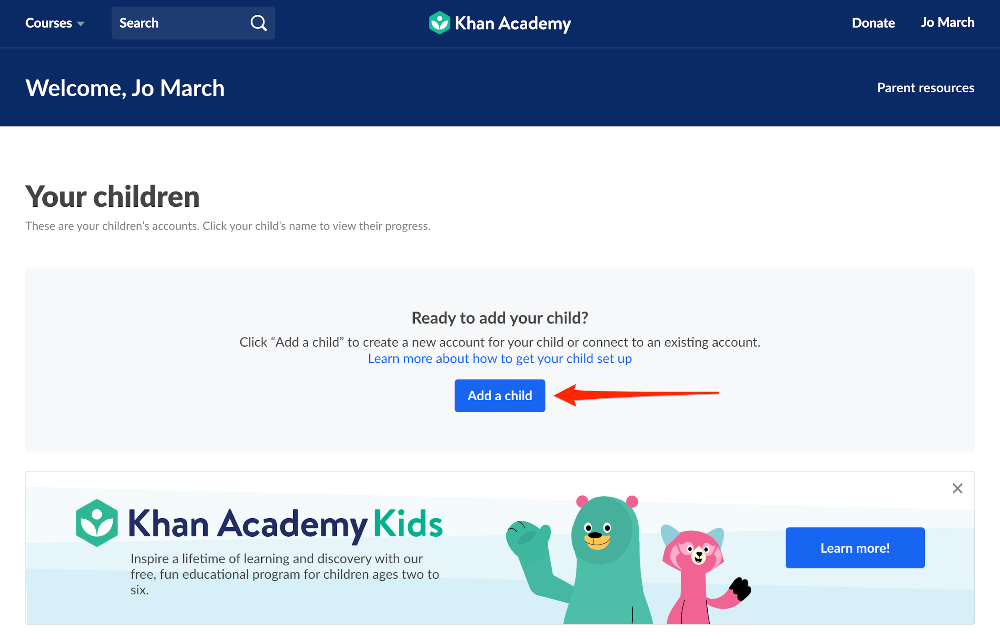 Courses
Search
Khan Academy
Donate
Jo March
Welcome, Jo March
Parent resources
Your children
These are your children’s accounts. Click your child’s name to view their progress.
Ready to add your child?
Click “Add a child” to create a new account for your child or connect to an existing account.
Learn more about how to get your child set up
Add a child
Khan Academy Kids
Inspire a lifetime of learning and discovery with our
free, fun educational program for children ages two to
six.
Learn more!